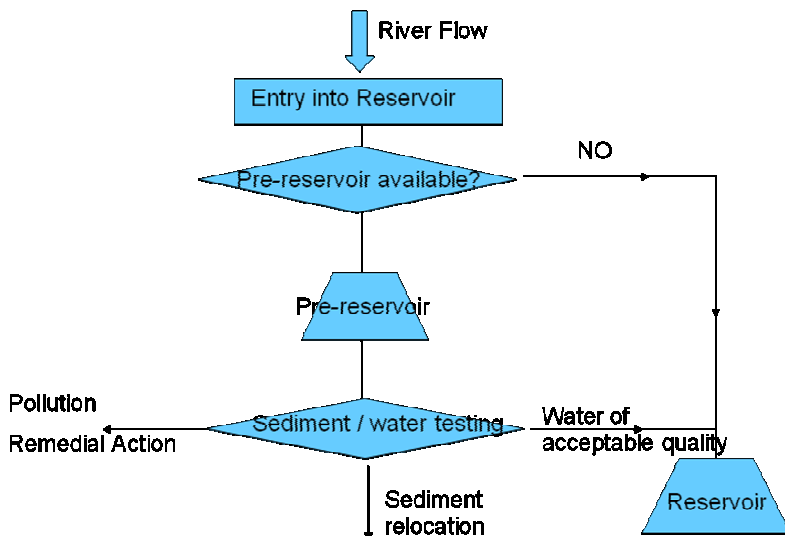 River Flow
Entry into Reservoir
NO
Pre-reservoir available?
Pre-reservoir
Pollution
Remedial Action
Sediment / water testing
Water of
acceptable quality
Sediment
relocation
Reservoir